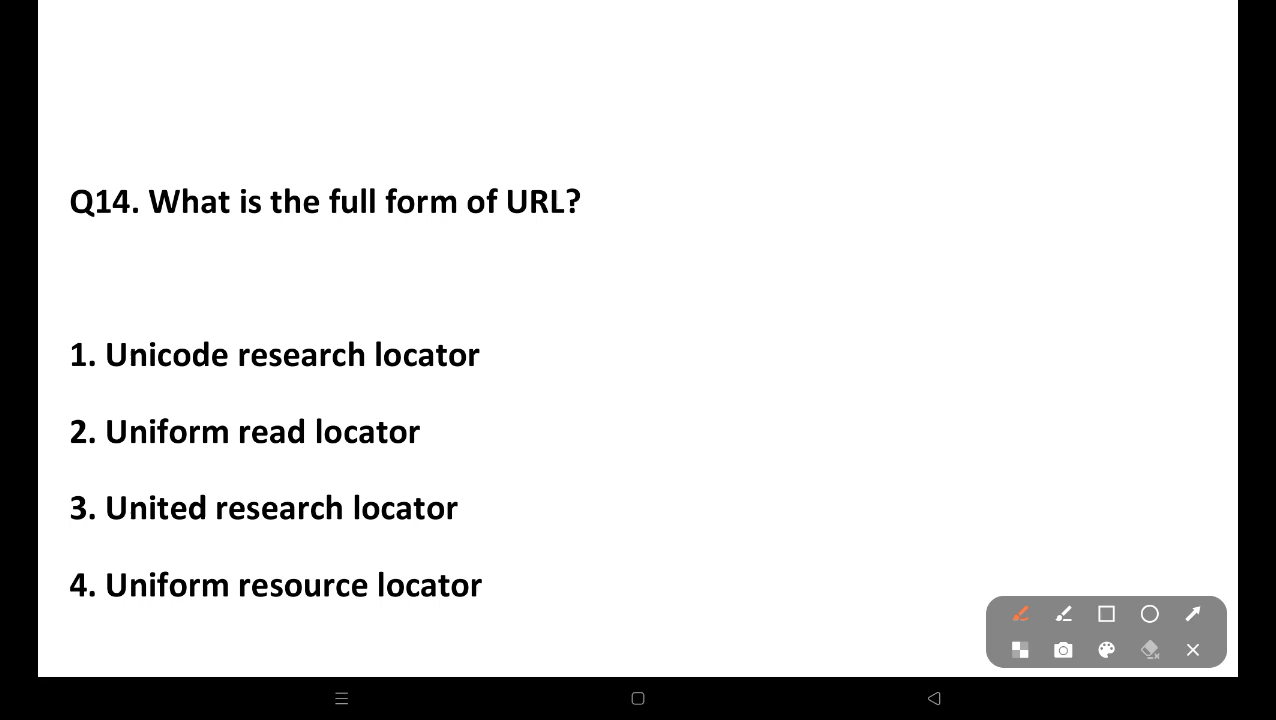 Q14. What is the full form of URL?
1. Unicode research locator
2. Uniform read locator
3. United research locator
4. Uniform resource locator